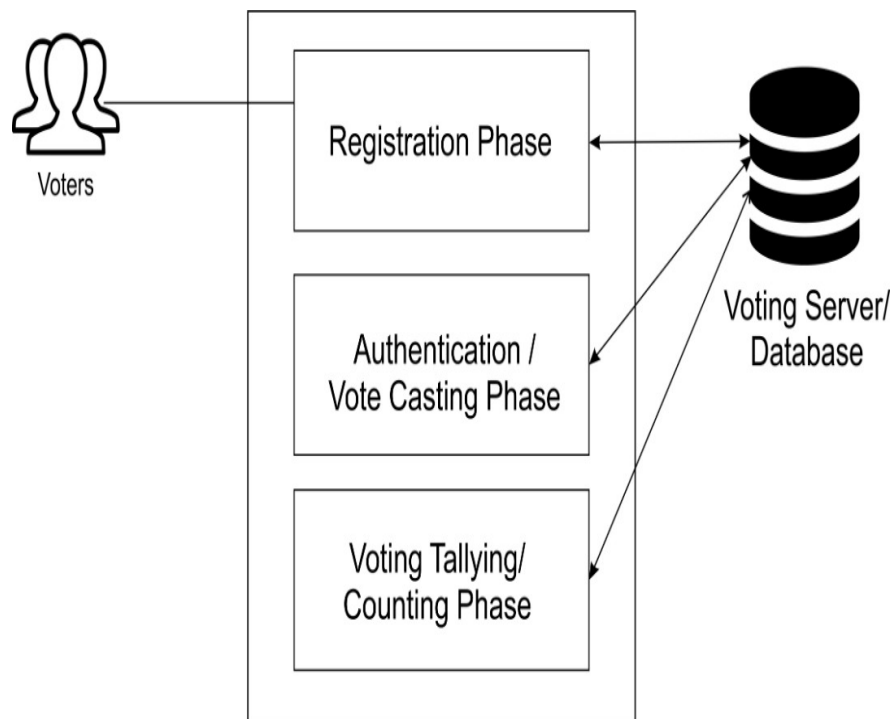 Voters
Registration Phase
Authentication /
Vote Casting Phase
Voting Tallying/
Counting Phase
Voting Server/
Database